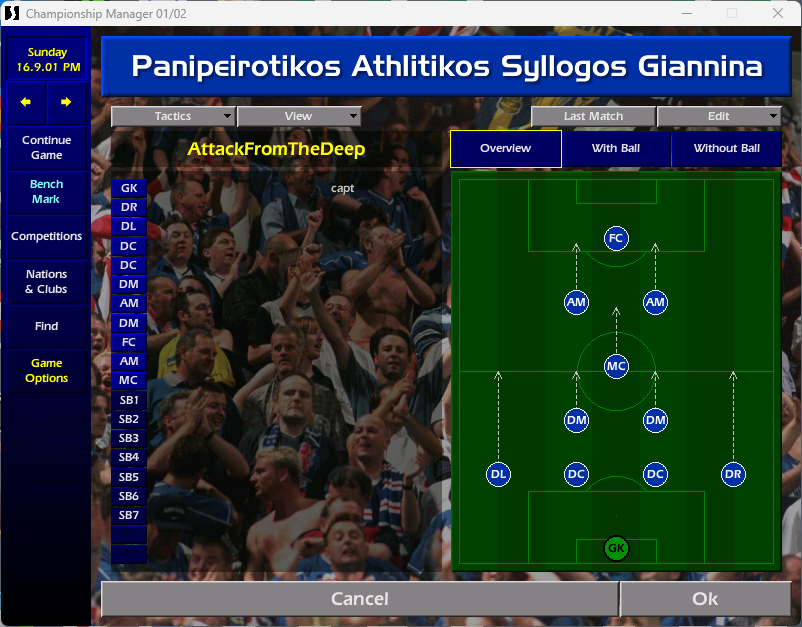 Championship Manager 01/02
Sunday
16.9.01 PM
Panipeirotikos Athlitikos Syllogos Giannina
Tactics
View
Last Match
Edit
Continue
Game
Bench
Mark
Competitions
Nations
& Clubs
Find
Game
Options
AttackFromTheDeep
Overview
With Ball
Without Ball
GK
capt
DR
DL
DC
DC
DM
AM
DM
FC
AM
MC
SB1
SB2
SB3
SB4
SB5
SB6
SB7
FC
AM
AM
MC
DM
DM
DL
DC
DC
DR
GK
Cancel
Ok